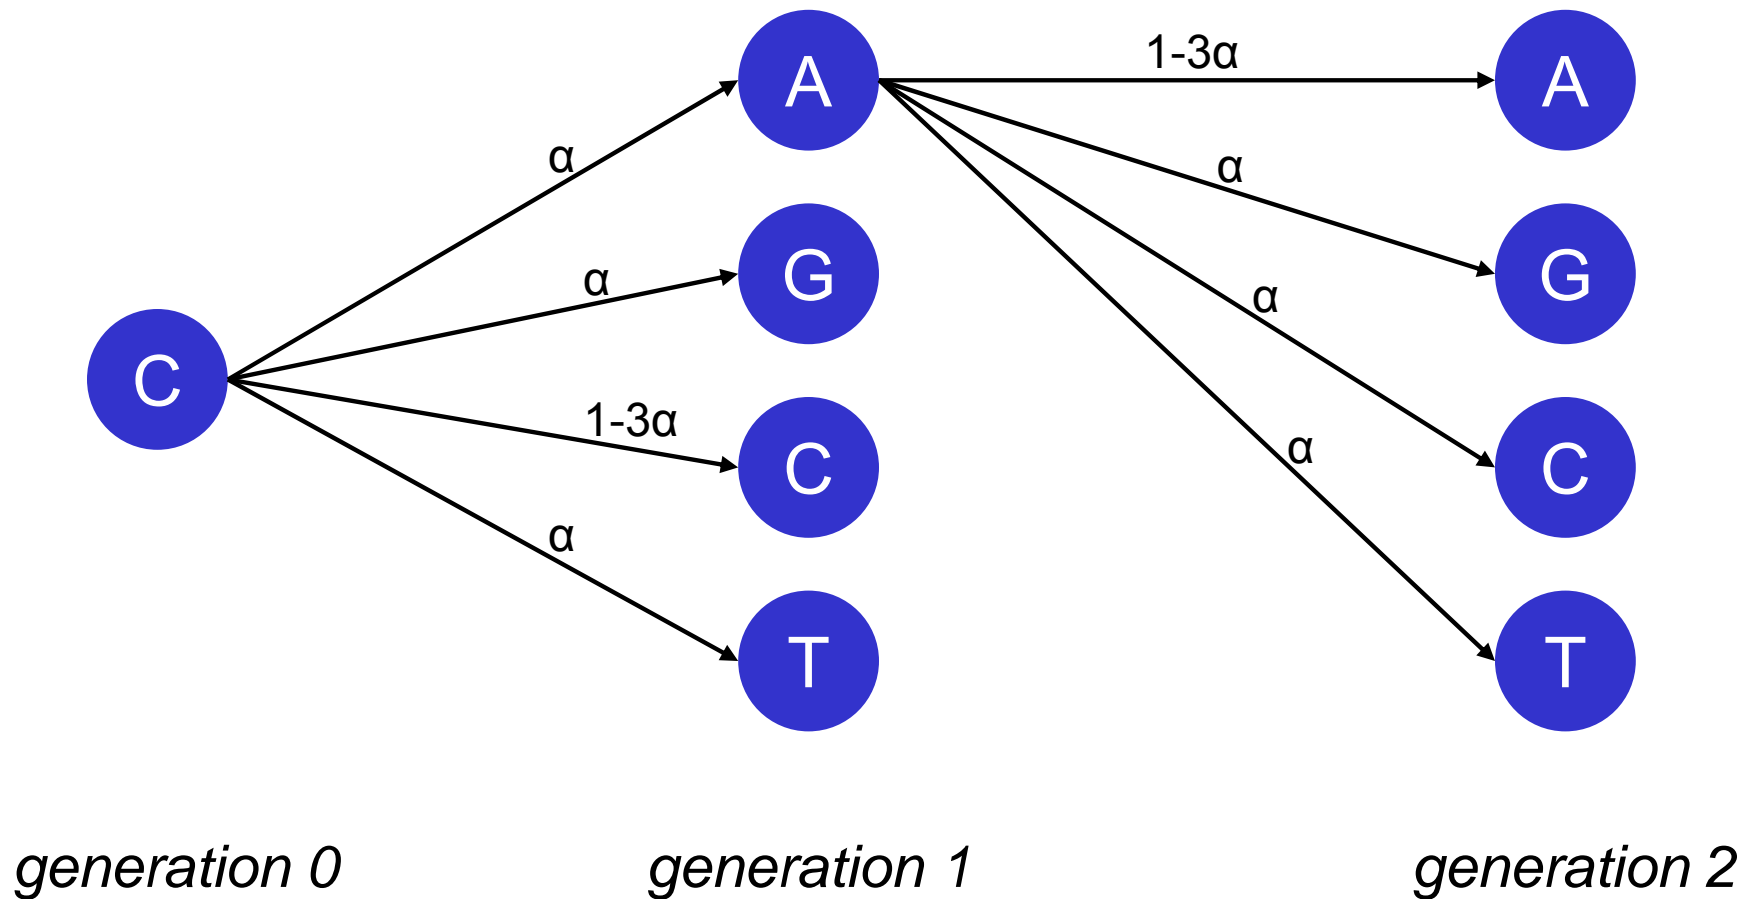 A
1-3α
A
α
α
G
α
G
α
C
1-3α
α
C
C
α
T
T
generation 0
generation 1
generation 2